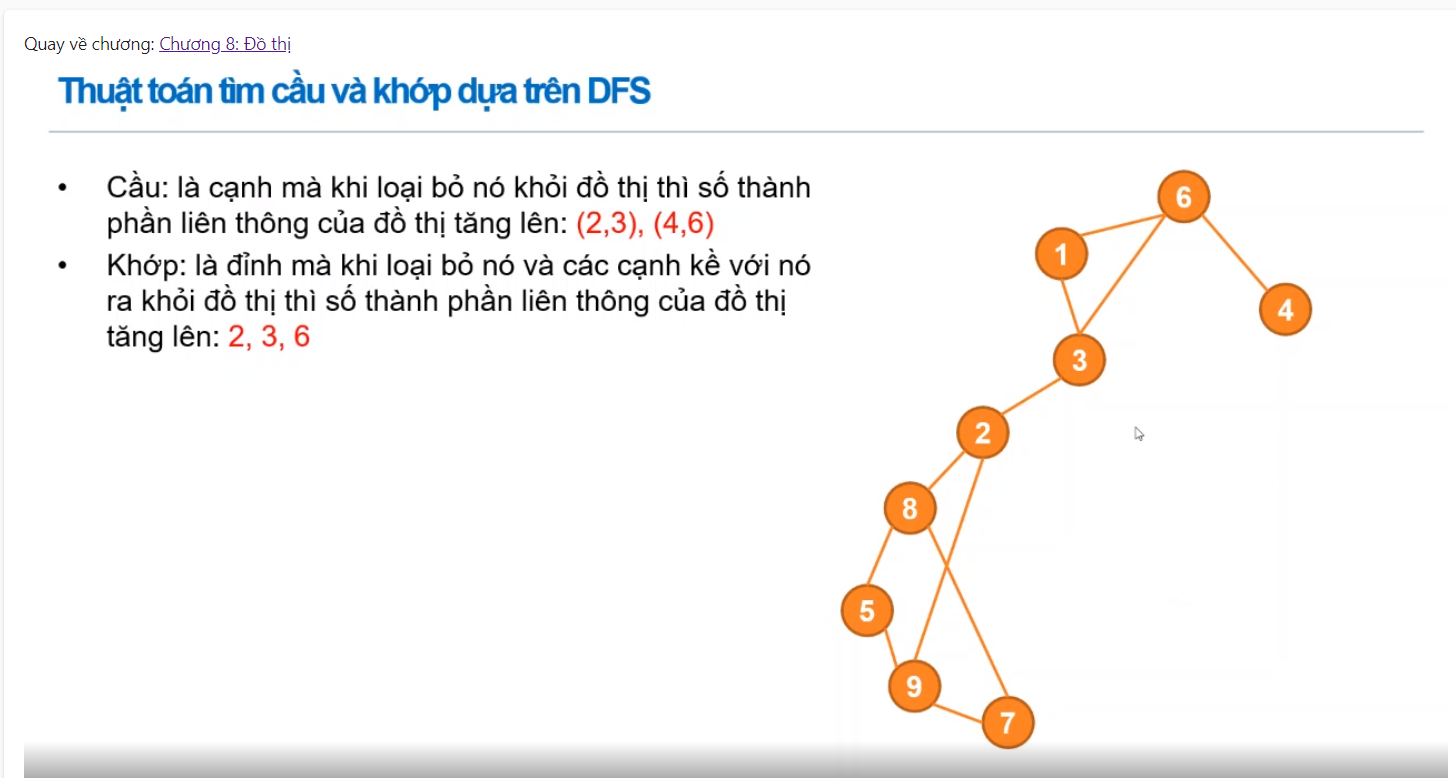 Quay về chương: Chương 8: Đồ thị
Thuật toán tìm cầu và khớp dựa trên DFS
• Cầu: là cạnh mà khi loại bỏ nó khỏi đồ thị thì số thành
phần liên thông của đồ thị tăng lên: (2,3), (4,6)
• Khớp: là đỉnh mà khi loại bỏ nó và các cạnh kề với nó
ra khỏi đồ thị thì số thành phần liên thông của đồ thị
tăng lên: 2, 3, 6
6
1
4
3
2
8
5
9
7